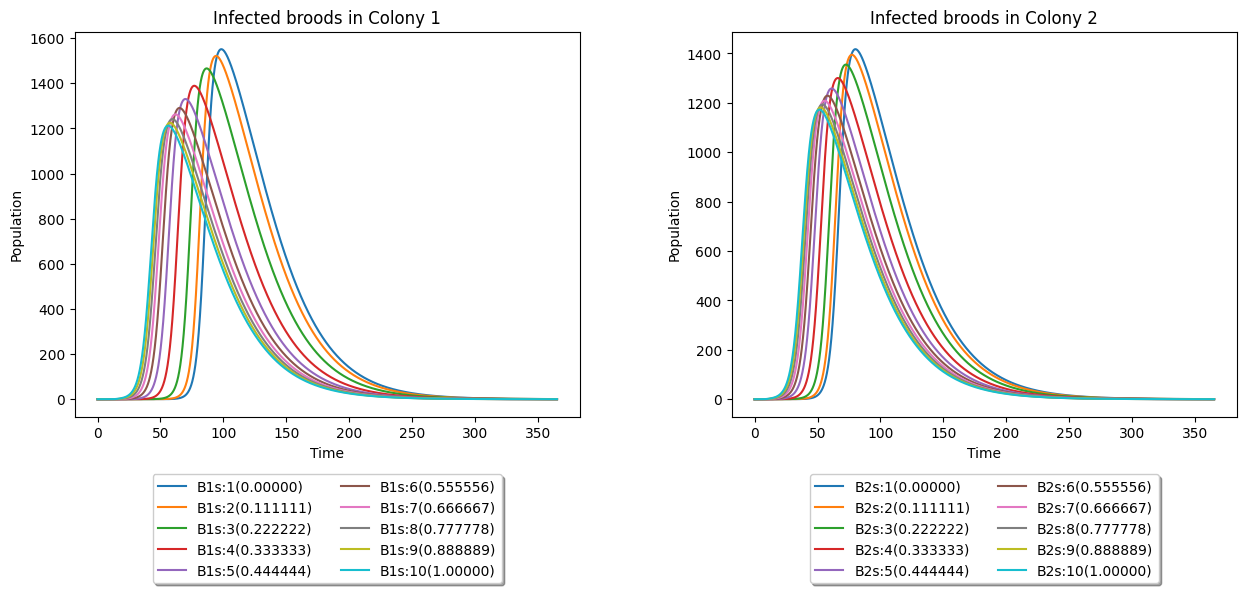 Infected broods in Colony 1
1600
1400
1200
1000
800
600
400
200
0
Population
0 50 100 150 200 250 300 350
Time
B1s:1(0.00000)
B1s:2(0.111111)
B1s:3(0.222222)
B1s:4(0.333333)
B1s:5(0.444444)
B1s:6(0.555556)
B1s:7(0.666667)
B1s:8(0.777778)
B1s:9(0.888889)
B1s:10(1.00000)
Infected broods in Colony 2
1400
1200
1000
800
600
400
200
0
Population
0 50 100 150 200 250 300 350
Time
B2s:1(0.00000)
B2s:2(0.111111)
B2s:3(0.222222)
B2s:4(0.333333)
B2s:5(0.444444)
B2s:6(0.555556)
B2s:7(0.666667)
B2s:8(0.777778)
B2s:9(0.888889)
B2s:10(1.00000)